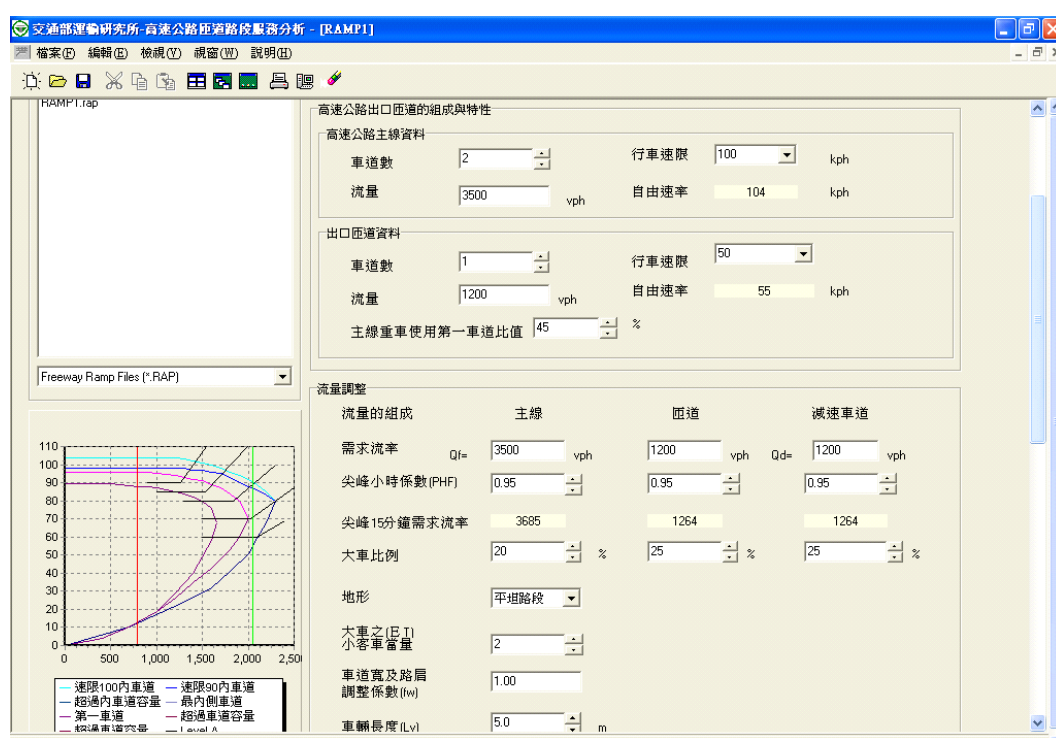 交通部運輸研究所-高速公路匝道路段服務分析 - [RAMP1]
檔案(F) 編輯(E) 檢視(V) 視窗(W) 說明(H)
RAMP1.rap
Freeway Ramp Files (*.RAP)
高速公路出口匝道的組成與特性
高速公路主線資料
車道數 2 行車速限 100 kph
流量 3500 vph 自由速率 104 kph
出口匝道資料
車道數 1 行車速限 50
流量 1200 vph 自由速率 55 kph
主線重車使用第一車道比值 45 %
流量調整
流量的組成 主線 匝道 減速車道
需求流率 Qf= 3500 vph 1200 vph Qd= 1200 vph
尖峰小時係數(PHF) 0.95 0.95 0.95
尖峰15分鐘需求流率 3685 1264 1264
大車比例 20 % 25 % 25 %
地形 平坦路段
大車之(ET)
小客車當量 2
車道寬及路肩
調整係數(fw) 1.00
車輛長度(Lv) 5.0 m
110
100
90
80
70
60
50
40
30
20
10
0
0 500 1,000 1,500 2,000 2,50
速限100內車道 速限90內車道
超過內車道容量 最內側車道
第一車道 超過車道容量
超過車道容量 Level A